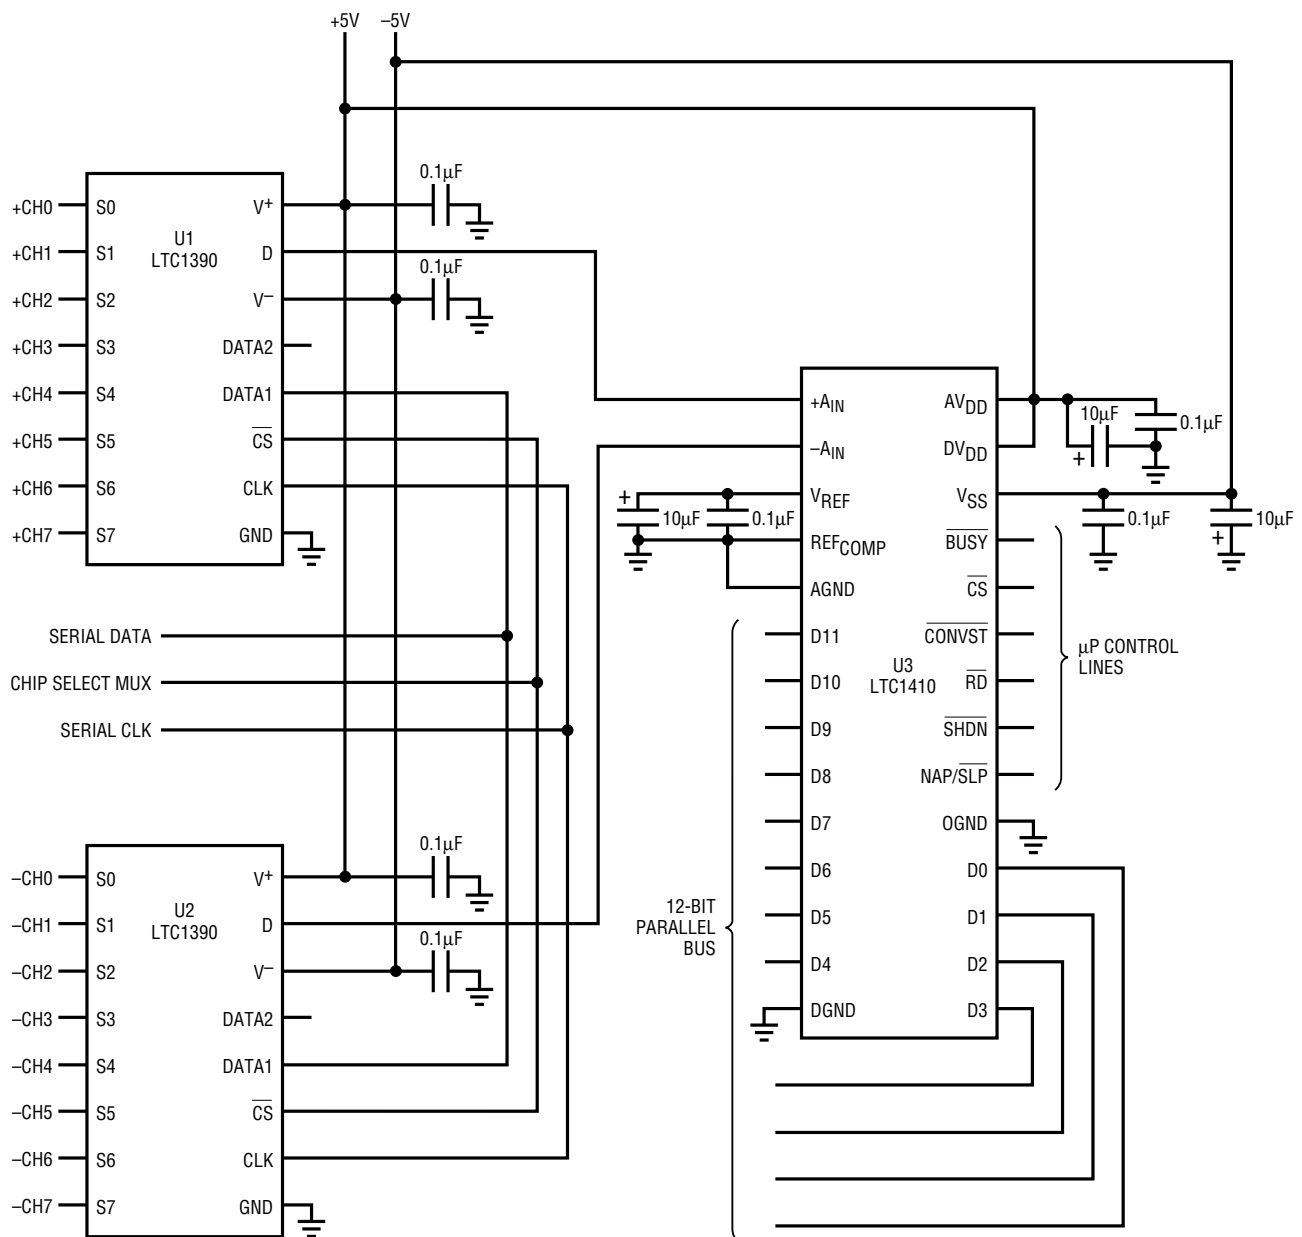 +5V
–5V
0.1µF
+CH0
S0
V+
+CH1
S1
U1
LTC1390
D
0.1µF
+CH2
S2
V–
+CH3
S3
DATA2
+CH4
S4
DATA1
+CH5
S5
CS
+CH6
S6
CLK
+CH7
S7
GND
SERIAL DATA
CHIP SELECT MUX
SERIAL CLK
0.1µF
–CH0
S0
V+
–CH1
S1
U2
LTC1390
D
0.1µF
–CH2
S2
V–
–CH3
S3
DATA2
–CH4
S4
DATA1
–CH5
S5
CS
–CH6
S6
CLK
–CH7
S7
GND
+AIN
AVDD
10µF
0.1µF
+
–AIN
DVDD
+
10µF
0.1µF
VREF
VSS
0.1µF
10µF
+
REFCOMP
BUSY
AGND
CS
D11
CONVST
U3
LTC1410
µP CONTROL
LINES
D10
RD
D9
SHDN
D8
NAP/SLP
D7
OGND
D6
D0
12-BIT
PARALLEL
BUS
D5
D1
D4
D2
DGND
D3